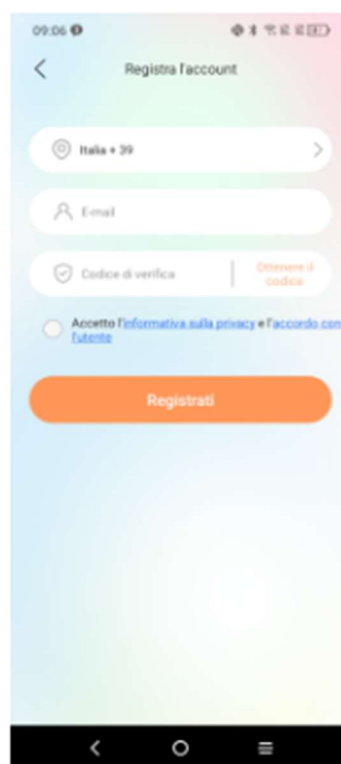 09:06
Registra l'account
Italia + 39
E-mail
Codice di verifica
Ottenere il
codice
Accetto l'informativa sulla privacy e l'accordo con
l'utente
Registrati